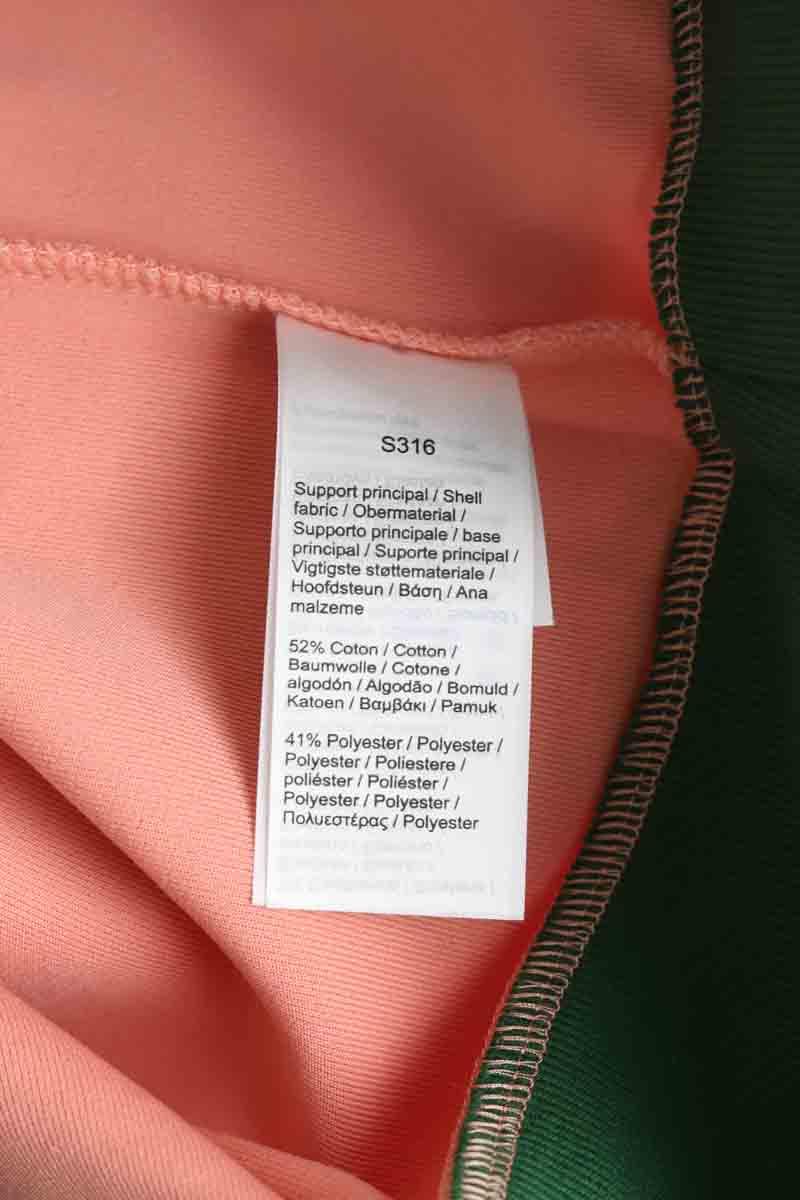 S316
Support principal / Shell
fabric / Obermaterial /
Supporto principale / base
principal / Suporte principal /
Vigtigste støttemateriale /
Hoofdsteun / Βάση / Ana
malzeme
52% Coton / Cotton /
Baumwolle / Cotone /
algodón / Algodão / Bomuld /
Katoen / Βαμβάκι / Pamuk
41% Polyester / Polyester /
Polyester / Poliestere /
poliéster / Poliéster /
Polyester / Polyester /
Πολυεστέρας / Polyester